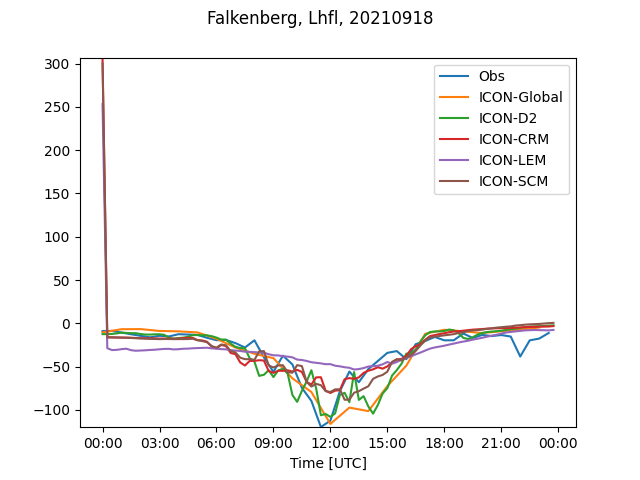 Falkenberg, Lhfl, 20210918
300
250
200
150
100
50
0
−50
−100
Obs
ICON-Global
ICON-D2
ICON-CRM
ICON-LEM
ICON-SCM
00:00 03:00 06:00 09:00 12:00 15:00 18:00 21:00 00:00
Time [UTC]